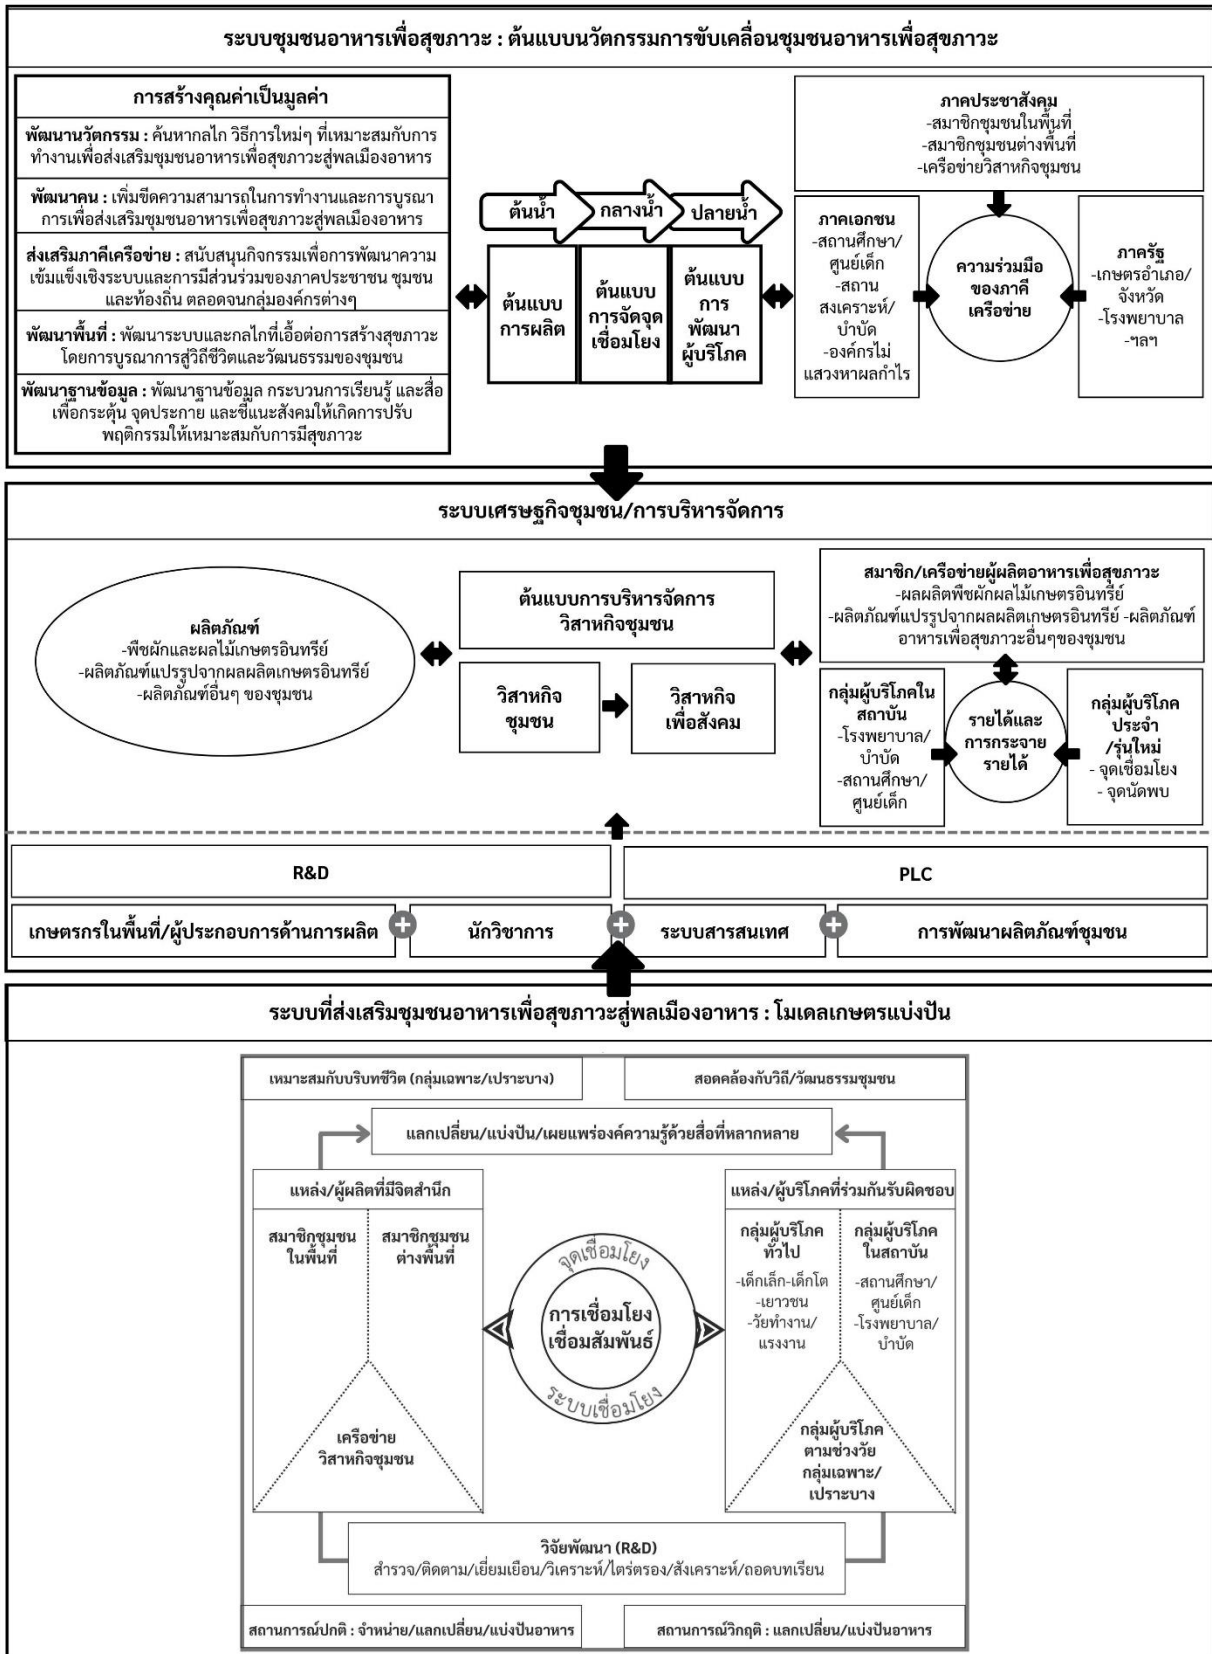 ระบบชุมชนอาหารเพื่อสุขภาวะ : ต้นแบบนวัตกรรมการขับเคลื่อนชุมชนอาหารเพื่อสุขภาวะ
การสร้างคุณค่าเป็นมูลค่า
พัฒนานวัตกรรม : ค้นหากลไก วิธีการใหม่ๆ ที่เหมาะสมกับการ
ทำงานเพื่อส่งเสริมชุมชนอาหารเพื่อสุขภาวะสู่พลเมืองอาหาร
พัฒนาคน : เพิ่มขีดความสามารถในการทำงานและการบูรณา
การเพื่อส่งเสริมชุมชนอาหารเพื่อสุขภาวะสู่พลเมืองอาหาร
ส่งเสริมภาคีเครือข่าย : สนับสนุนกิจกรรมเพื่อการพัฒนาความ
เข้มแข็งเชิงระบบและการมีส่วนร่วมของภาคประชาชน ชุมชน
และท้องถิ่น ตลอดจนกลุ่มองค์กรต่างๆ
พัฒนาพื้นที่ : พัฒนาระบบและกลไกที่เอื้อต่อการสร้างสุขภาวะ
โดยการบูรณาการสู่วิถีชีวิตและวัฒนธรรมของชุมชน
พัฒนาฐานข้อมูล : พัฒนาฐานข้อมูล กระบวนการเรียนรู้ และสื่อ
เพื่อกระตุ้น จุดประกาย และชี้แนะสังคมให้เกิดการปรับ
พฤติกรรมให้เหมาะสมกับการมีสุขภาวะ
ต้นน้ำ
กลางน้ำ
ปลายน้ำ
ต้นแบบ
การผลิต
ต้นแบบ
การจัดจุด
เชื่อมโยง
ต้นแบบ
การ
พัฒนา
ผู้บริโภค
ภาคประชาสังคม
-สมาชิกชุมชนในพื้นที่
-สมาชิกชุมชนต่างพื้นที่
-เครือข่ายวิสาหกิจชุมชน
ภาคเอกชน
-สถานศึกษา/
ศูนย์เด็ก
-สถาน
สงเคราะห์/
บำบัด
-องค์กรไม่
แสวงหาผลกำไร
ความร่วมมือ
ของภาคี
เครือข่าย
ภาครัฐ
-เกษตรอำเภอ/
จังหวัด
-โรงพยาบาล
-ฯลฯ
ระบบเศรษฐกิจชุมชน/การบริหารจัดการ
ผลิตภัณฑ์
-พืชผักและผลไม้เกษตรอินทรีย์
-ผลิตภัณฑ์แปรรูปจากผลผลิตเกษตรอินทรีย์
-ผลิตภัณฑ์อื่นๆ ของชุมชน
ต้นแบบการบริหารจัดการ
วิสาหกิจชุมชน
วิสาหกิจ
ชุมชน
วิสาหกิจ
เพื่อสังคม
สมาชิก/เครือข่ายผู้ผลิตอาหารเพื่อสุขภาวะ
-ผลผลิตพืชผักผลไม้เกษตรอินทรีย์
-ผลิตภัณฑ์แปรรูปจากผลผลิตเกษตรอินทรีย์ -ผลิตภัณฑ์
อาหารเพื่อสุขภาวะอื่นๆของชุมชน
กลุ่มผู้บริโภคใน
สถาบัน
-โรงพยาบาล/
บำบัด
-สถานศึกษา/
ศูนย์เด็ก
รายได้และ
การกระจาย
รายได้
กลุ่มผู้บริโภค
ประจำ
/รุ่นใหม่
- จุดเชื่อมโยง
- จุดนัดพบ
R&D
PLC
เกษตรกรในพื้นที่/ผู้ประกอบการด้านการผลิต
+
นักวิชาการ
+
ระบบสารสนเทศ
+
การพัฒนาผลิตภัณฑ์ชุมชน
ระบบที่ส่งเสริมชุมชนอาหารเพื่อสุขภาวะสู่พลเมืองอาหาร : โมเดลเกษตรแบ่งปัน
เหมาะสมกับบริบทชีวิต (กลุ่มเฉพาะ/เปราะบาง)
สอดคล้องกับวิถี/วัฒนธรรมชุมชน
แลกเปลี่ยน/แบ่งปัน/เผยแพร่องค์ความรู้ด้วยสื่อที่หลากหลาย
แหล่ง/ผู้ผลิตที่มีจิตสำนึก
สมาชิกชุมชน
ในพื้นที่
สมาชิกชุมชน
ต่างพื้นที่
เครือข่าย
วิสาหกิจชุมชน
จุดเชื่อมโยง
การเชื่อมโยง
เชื่อมสัมพันธ์
ระบบเชื่อมโยง
แหล่ง/ผู้บริโภคที่ร่วมกันรับผิดชอบ
กลุ่มผู้บริโภค
ทั่วไป
-เด็กเล็ก-เด็กโต
-เยาวชน
-วัยทำงาน/
แรงงาน
กลุ่มผู้บริโภค
ในสถาบัน
-สถานศึกษา/
ศูนย์เด็ก
-โรงพยาบาล/
บำบัด
กลุ่มผู้บริโภค
ตามช่วงวัย
กลุ่มเฉพาะ/
เปราะบาง
วิจัยพัฒนา (R&D)
สำรวจ/ติดตาม/เยี่ยมเยือน/วิเคราะห์/ไตร่ตรอง/สังเคราะห์/ถอดบทเรียน
สถานการณ์ปกติ : จำหน่าย/แลกเปลี่ยน/แบ่งปันอาหาร
สถานการณ์วิกฤติ : แลกเปลี่ยน/แบ่งปันอาหาร